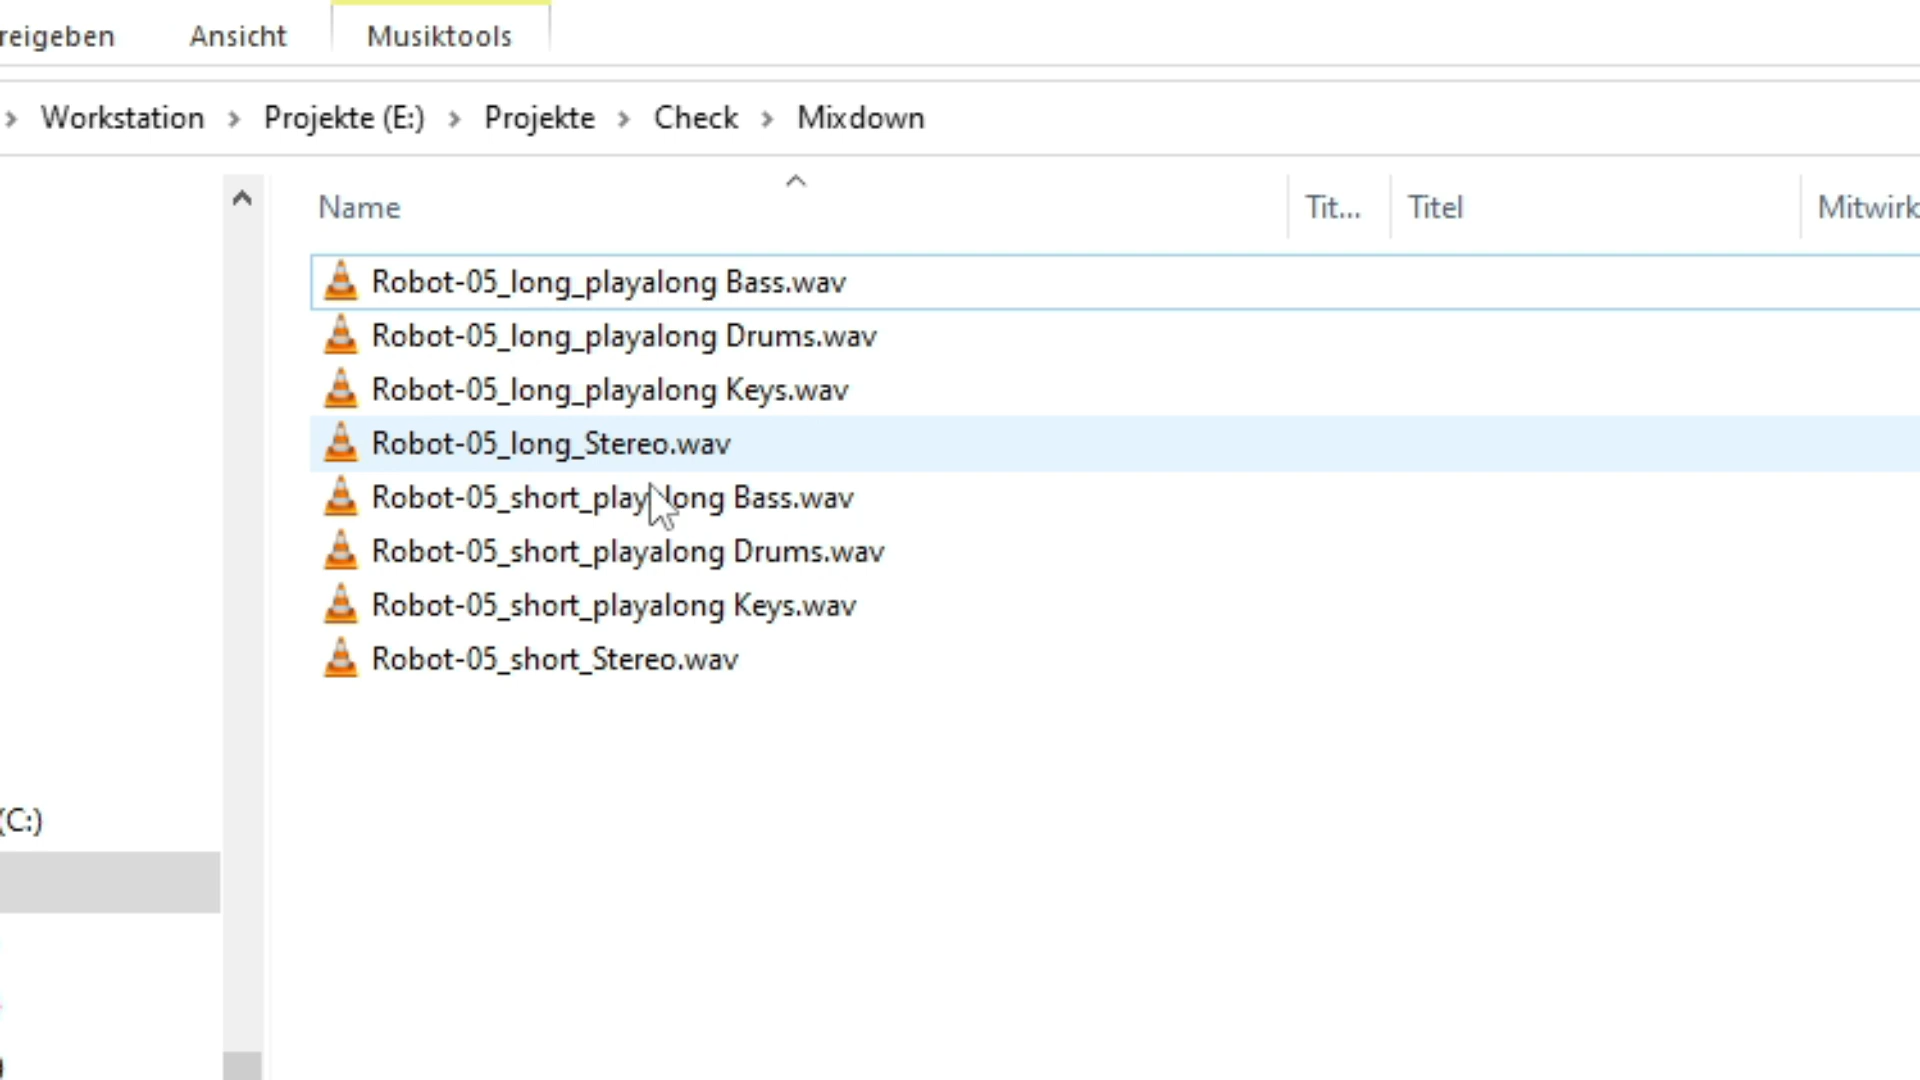 reigeben Ansicht Musiktools
Workstation Projekte (E:) Projekte Check Mixdown
Name Tit... Titel Mitwirk
Robot-05_long_playalong Bass.wav
Robot-05_long_playalong Drums.wav
Robot-05_long_playalong Keys.wav
Robot-05_long_Stereo.wav
Robot-05_short_playalong Bass.wav
Robot-05_short_playalong Drums.wav
Robot-05_short_playalong Keys.wav
Robot-05_short_Stereo.wav
(C:)